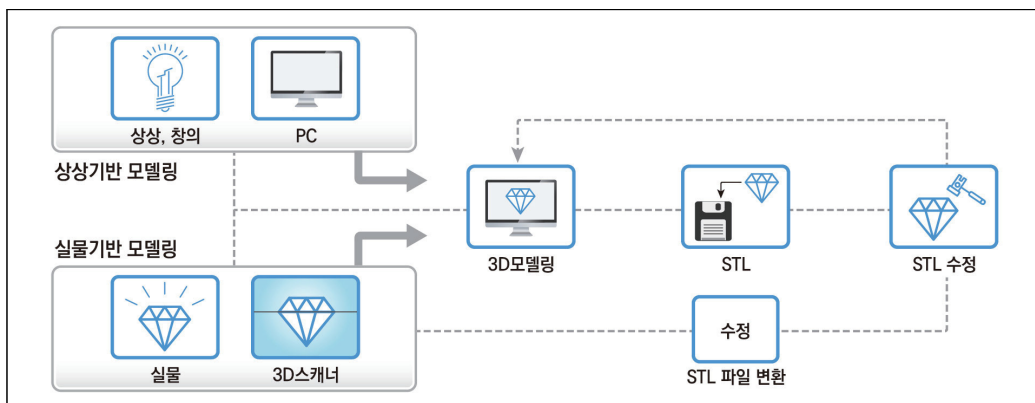 상상, 창의
PC
상상기반 모델링
실물기반 모델링
실물
3D스캐너
3D모델링
STL
STL 수정
수정
STL 파일 변환